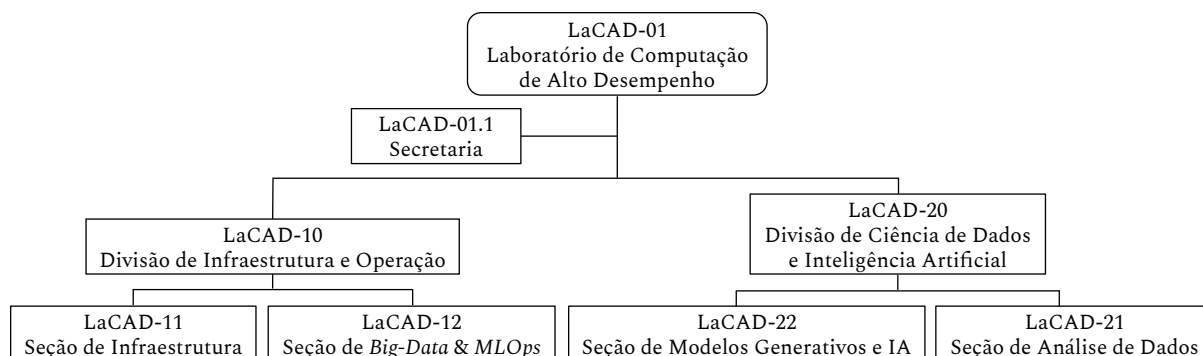 LaCAD-01
Laboratório de Computação
de Alto Desempenho
LaCAD-01.1
Secretaria
LaCAD-10
Divisão de Infraestrutura e Operação
LaCAD-20
Divisão de Ciência de Dados
e Inteligência Artificial
LaCAD-11
Seção de Infraestrutura
LaCAD-12
Seção de Big-Data & MLOps
LaCAD-22
Seção de Modelos Generativos e IA
LaCAD-21
Seção de Análise de Dados